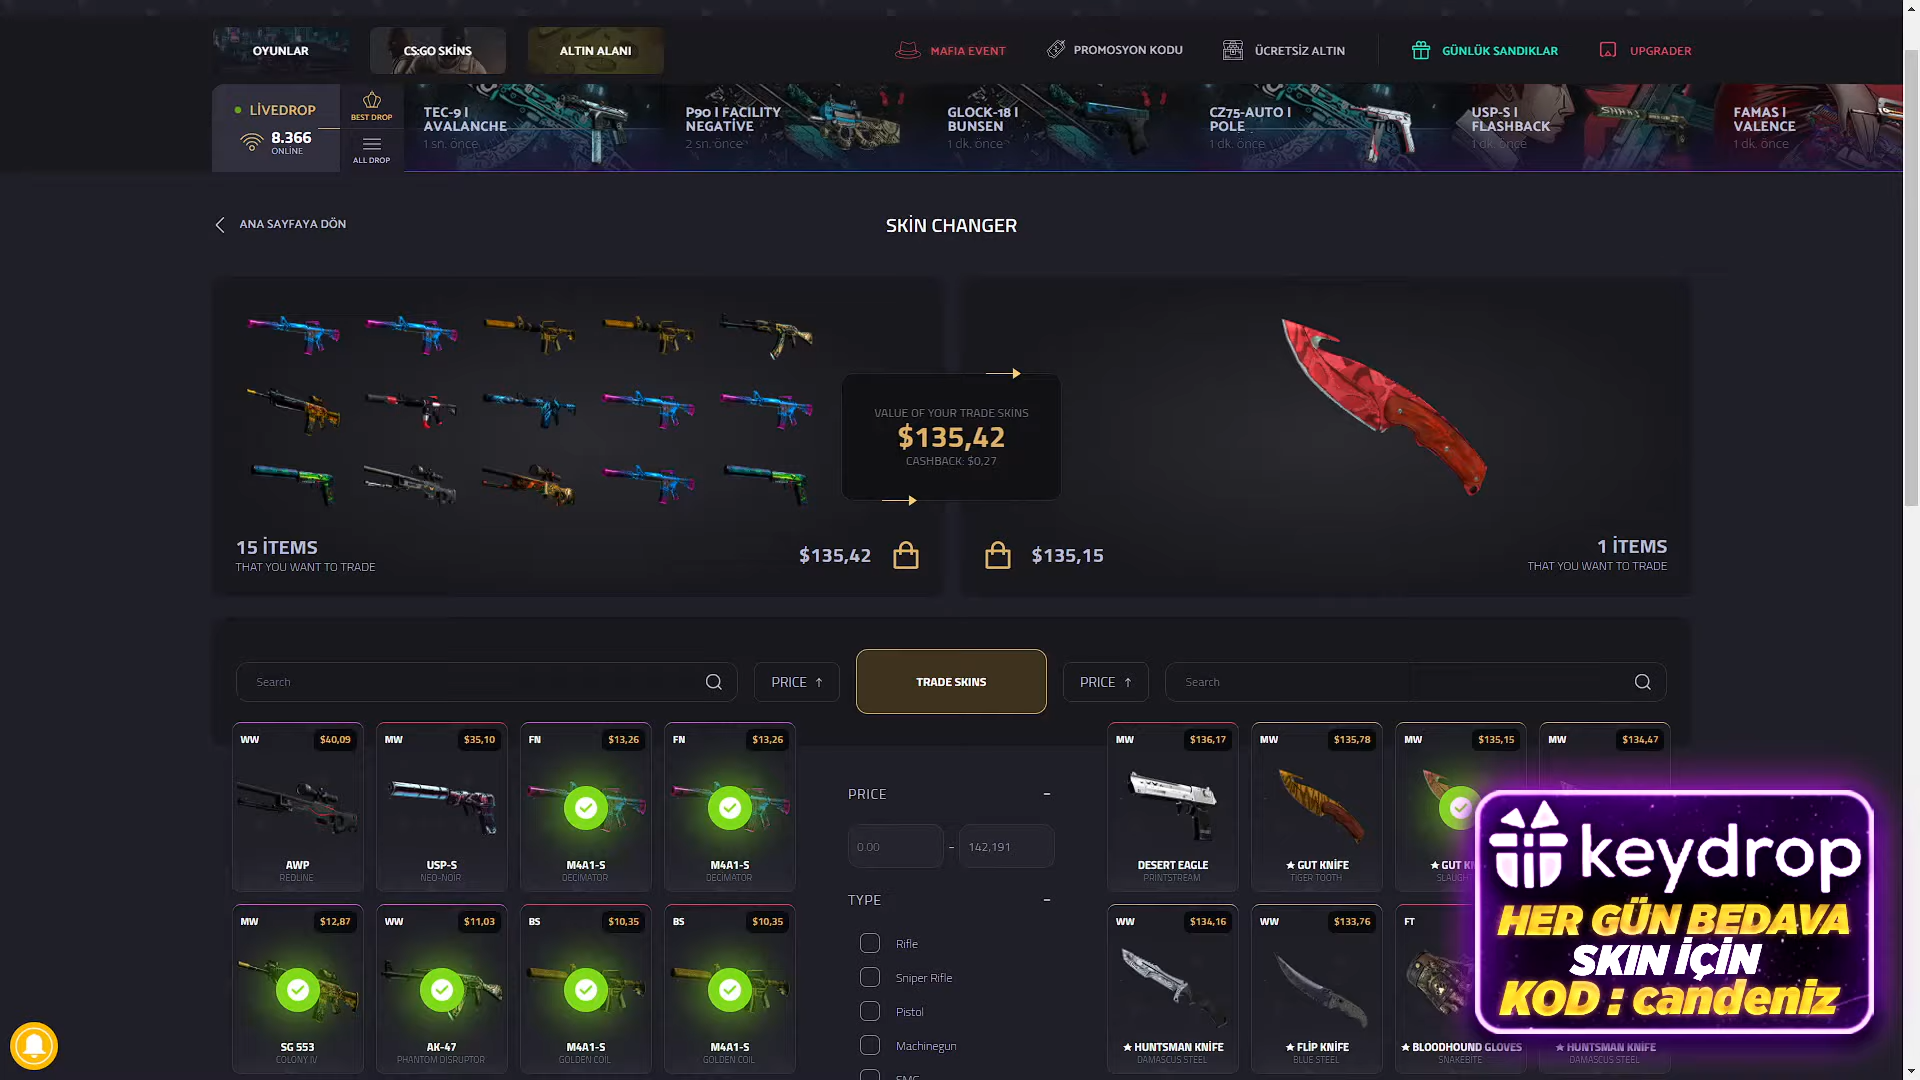 OYUNLAR
CS:GO SKİNS
ALTIN ALANI
MAFIA EVENT
PROMOSYON KODU
ÜCRETSİZ ALTIN
GÜNLÜK SANDIKLAR
UPGRADER
LİVEDROP
8.366
ONLINE
BEST DROP
ALL DROP
TEC-9 I
AVALANCHE
1 sn. önce
P90 I FACILITY
NEGATİVE
2 sn. önce
GLOCK-18 I
BUNSEN
1 dk. önce
CZ75-AUTO I
POLE
1 dk. önce
USP-S I
FLASHBACK
1 dk. önce
FAMAS I
VALENCE
1 dk. önce
ANA SAYFAYA DÖN
SKİN CHANGER
VALUE OF YOUR TRADE SKINS
$135,42
CASHBACK: $0,27
15 İTEMS
THAT YOU WANT TO TRADE
$135,42
$135,15
1 İTEMS
THAT YOU WANT TO TRADE
Search
PRICE ↑
TRADE SKINS
PRICE ↑
Search
WW $40,09
AWP
REDLINE
MW $35,10
USP-S
NEO-NOIR
FN $13,26
M4A1-S
DECIMATOR
FN $13,26
M4A1-S
DECIMATOR
MW $12,87
SG 553
COLONY IV
WW $11,03
AK-47
PHANTOM DISRUPTOR
BS $10,35
M4A1-S
GOLDEN COIL
BS $10,35
M4A1-S
GOLDEN COIL
PRICE
0.00 - 142,191
TYPE
Rifle
Sniper Rifle
Pistol
Machinegun
SMG
MW $136,17
DESERT EAGLE
PRINTSTREAM
MW $135,78
★ GUT KNİFE
TIGER TOOTH
MW $135,15
★ GUT KN
SLAUGH
MW $134,47
WW $134,16
★ HUNTSMAN KNİFE
DAMASCUS STEEL
WW $133,76
★ FLİP KNİFE
BLUE STEEL
FT
★ BLOODHOUND GLOVES
SNAKEBITE
★ HUNTSMAN KNİFE
DAMASCUS STEEL
keydrop
HER GÜN BEDAVA
SKIN İÇİN
KOD : candeniz